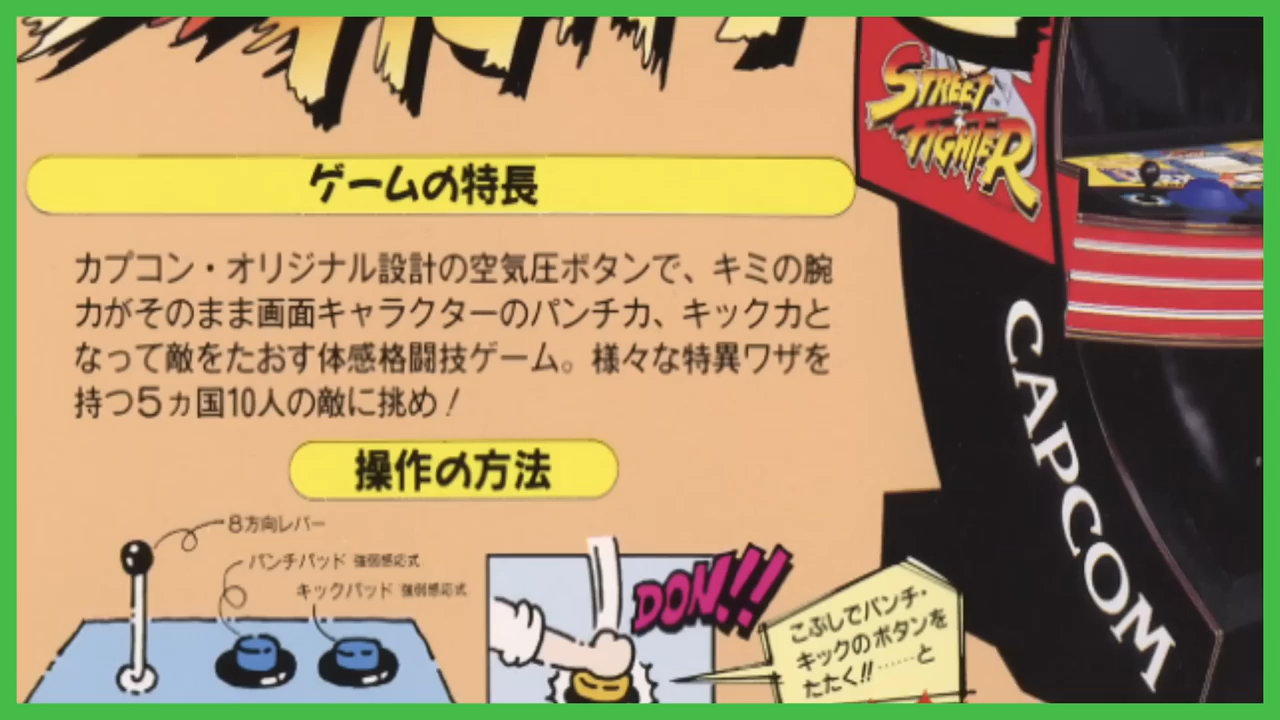 STREET
FIGHTER
ゲームの特長
カプコン・オリジナル設計の空気圧ボタンで、キミの腕
力がそのまま画面キャラクターのパンチ力、キック力と
なって敵をたおす体感格闘技ゲーム。様々な特異ワザを
持つ5ヵ国10人の敵に挑め!
CAPCOM
操作の方法
8方向レバー
パンチパッド 強弱感応式
キックパッド 強弱感応式
DON!!
こぶしでパンチ・
キックのボタンを
たたく!!……と